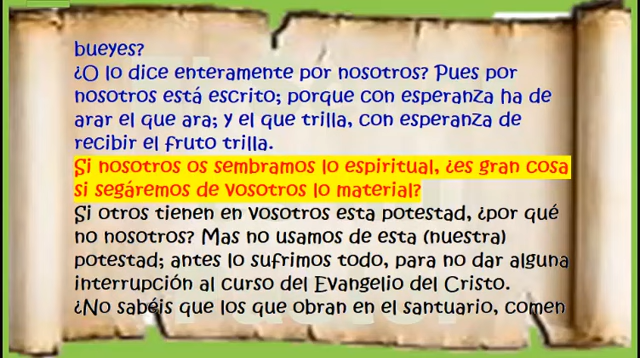 bueyes?
¿O lo dice enteramente por nosotros? Pues por
nosotros está escrito; porque con esperanza ha de
arar el que ara; y el que trilla, con esperanza de
recibir el fruto trilla.
Si nosotros os sembramos lo espiritual, ¿es gran cosa
si segáremos de vosotros lo material?
Si otros tienen en vosotros esta potestad, ¿por qué
no nosotros? Mas no usamos de esta (nuestra)
potestad; antes lo sufrimos todo, para no dar alguna
interrupción al curso del Evangelio del Cristo.
¿No sabéis que los que obran en el santuario, comen